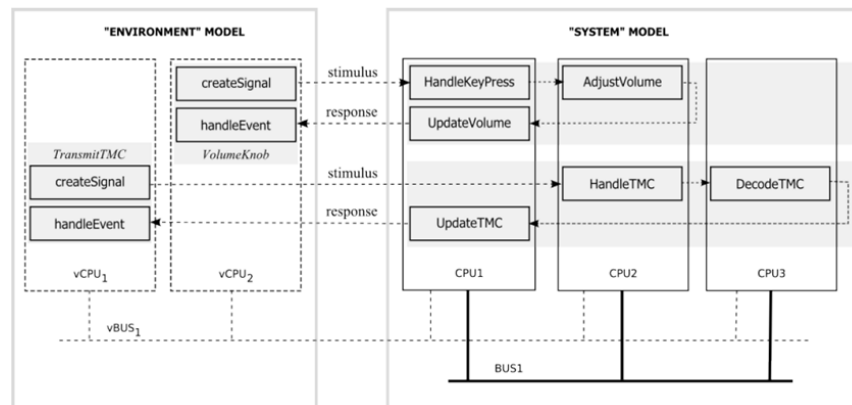 "ENVIRONMENT" MODEL
"SYSTEM" MODEL
createSignal
stimulus
HandleKeyPress
AdjustVolume
handleEvent
response
UpdateVolume
TransmitTMC
VolumeKnob
createSignal
stimulus
HandleTMC
DecodeTMC
handleEvent
response
UpdateTMC
vCPU1
vCPU2
CPU1
CPU2
CPU3
vBUS1
BUS1